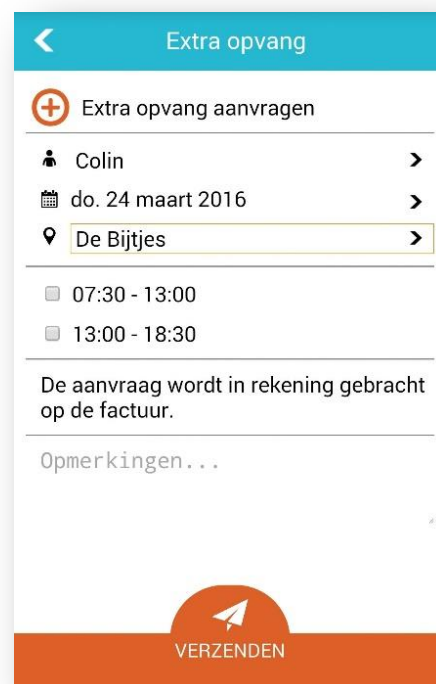 Extra opvang
Extra opvang aanvragen
Colin
do. 24 maart 2016
De Bijtjes
07:30 - 13:00
13:00 - 18:30
De aanvraag wordt in rekening gebracht
op de factuur.
Opmerkingen...
VERZENDEN